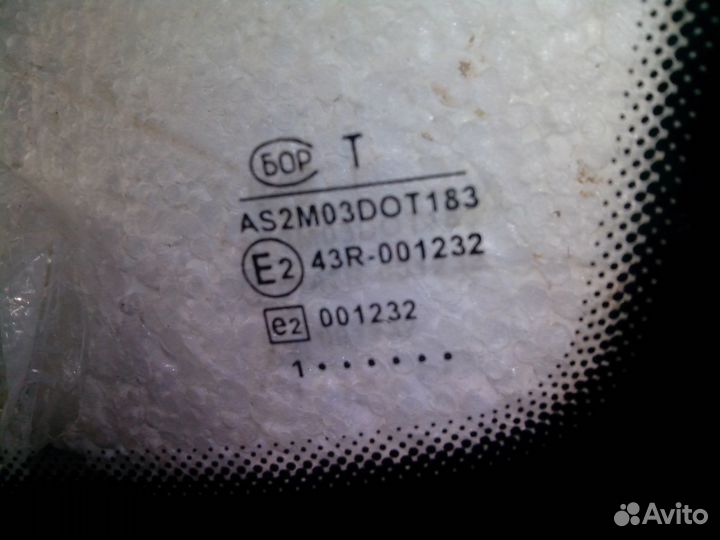 БОР T
AS2M03DOT183
E2 43R-001232
e2 001232
1 • • • • • •
Avito